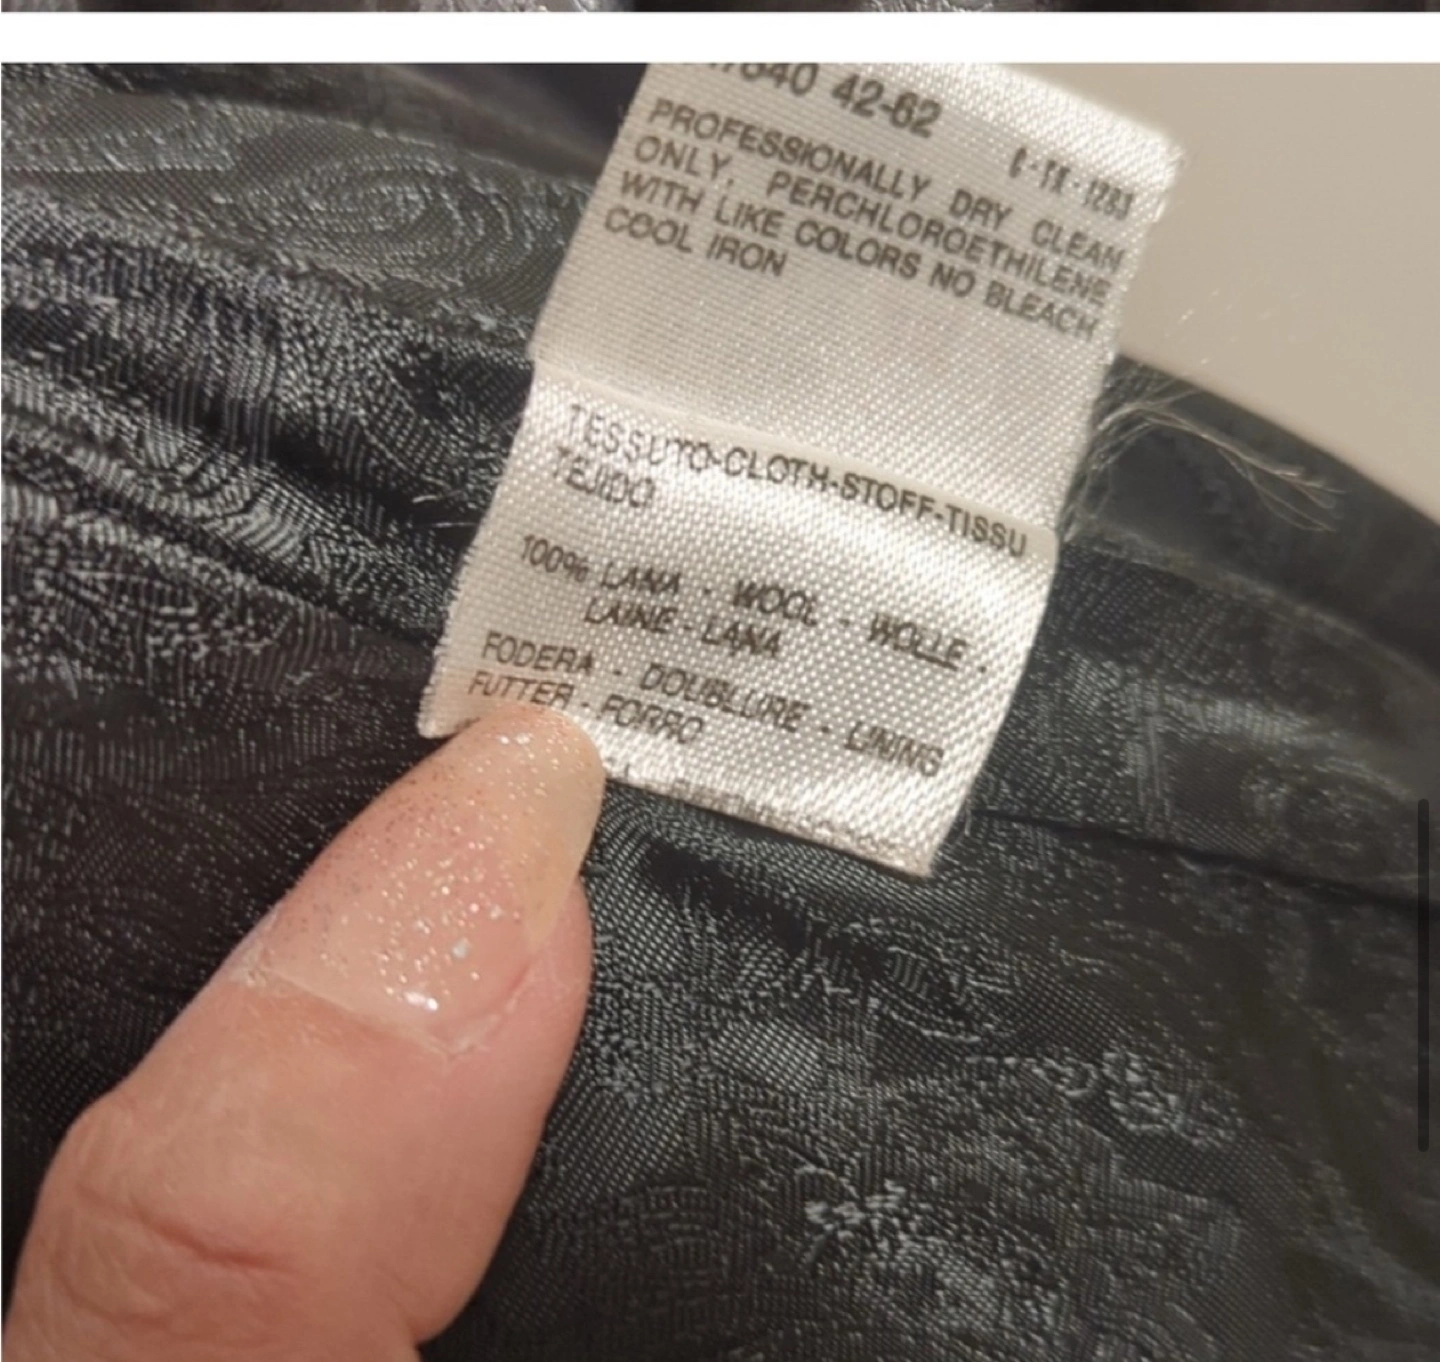 7640 42-62
PROFESSIONALLY DRY CLEAN
ONLY, PERCHLOROETHILENE
WITH LIKE COLORS NO BLEACH
COOL IRON
TESSUTO-CLOTH-STOFF-TISSU
TEJIDO
100% LANA - WOOL - WOLLE -
LAINE - LANA
FODERA - DOUBLURE - LINING
FUTTER - FORRO